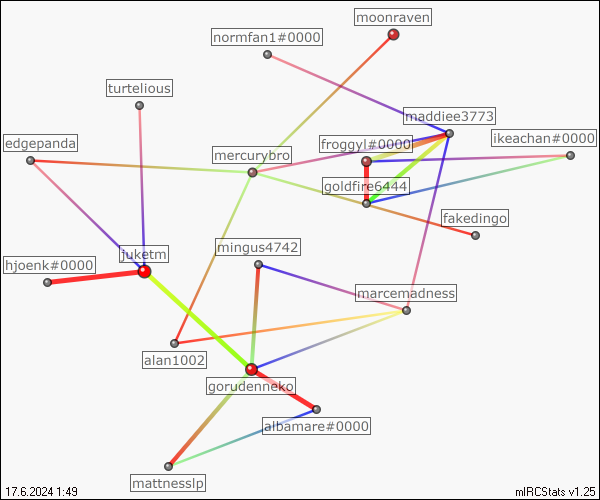 moonraven
normfan1#0000
turtelious
maddiee3773
edgepanda
froggyl#0000
ikeachan#0000
mercurybro
goldfire6444
fakedingo
mingus4742
juketm
hjoenk#0000
marcemadness
alan1002
gorudenneko
albamare#0000
mattnesslp
17.6.2024 1:49
mIRCStats v1.25